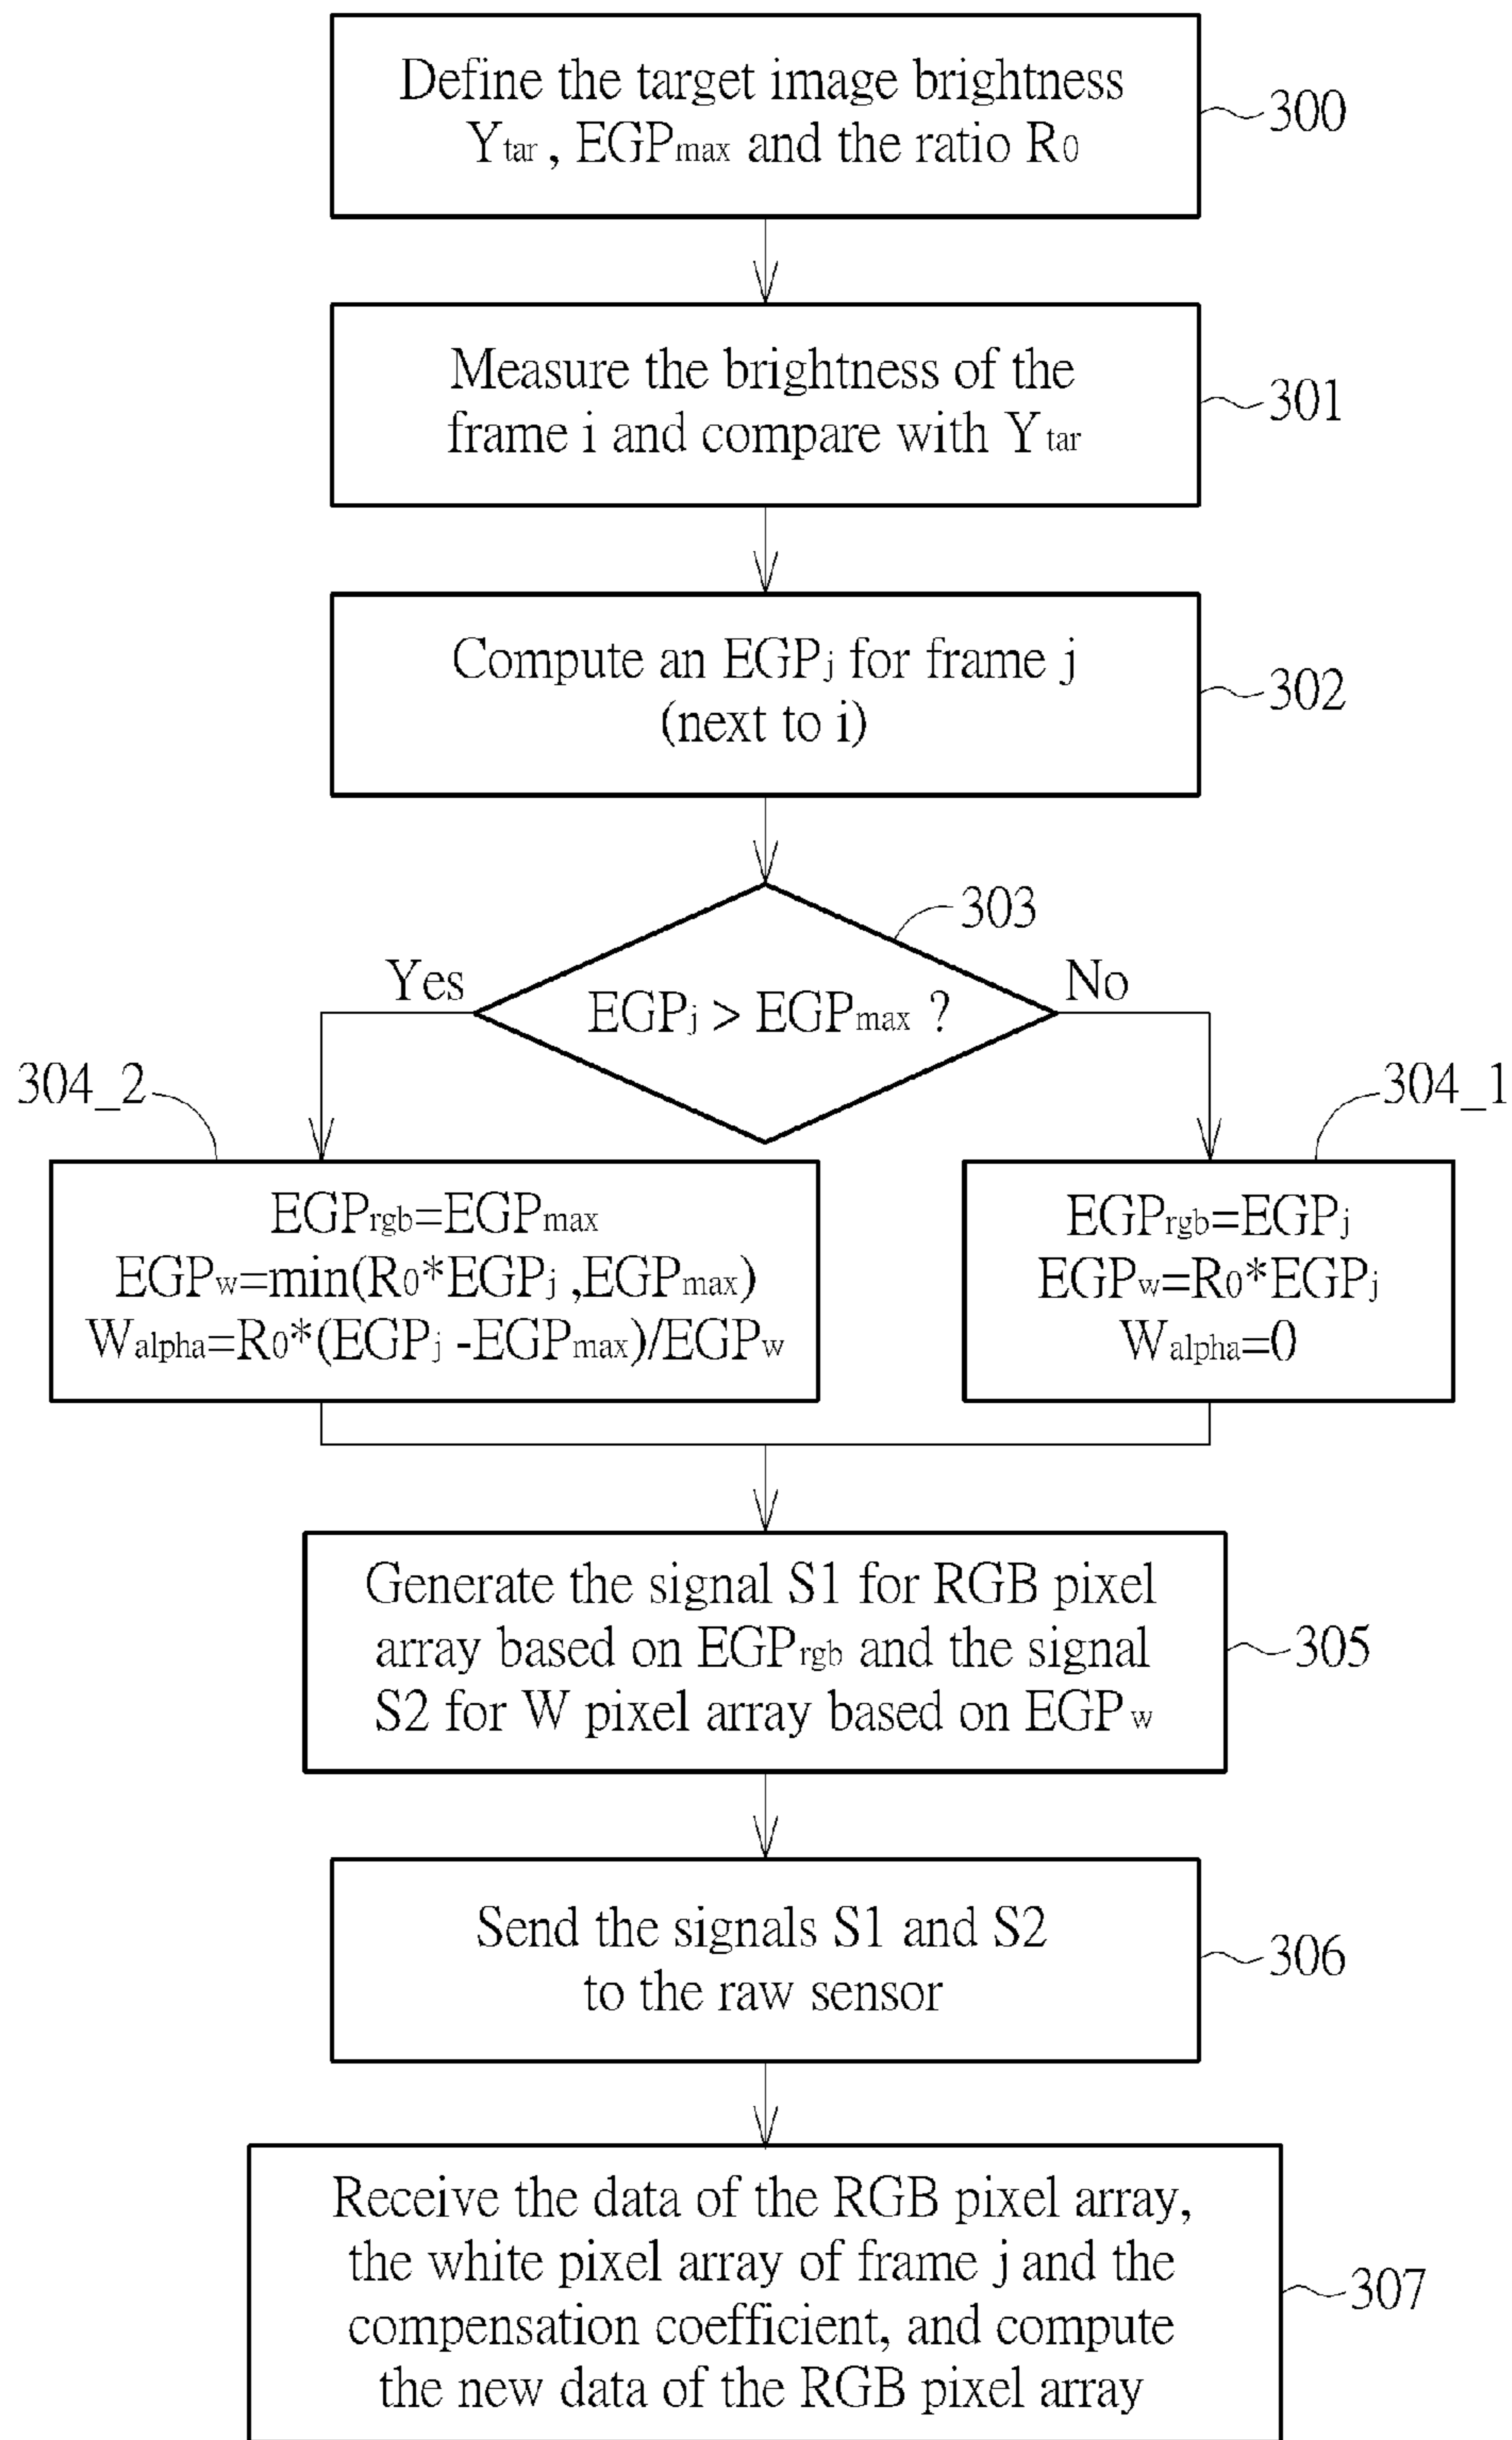 Define the target image brightness
Ytar , EGPmax and the ratio R0
300
Measure the brightness of the
frame i and compare with Ytar
301
Compute an EGPj for frame j
(next to i)
302
303
Yes
EGPj > EGPmax ?
No
304_2
304_1
EGPrgb=EGPmax
EGPw=min(R0*EGPj ,EGPmax)
Walpha=R0*(EGPj -EGPmax)/EGPw
EGPrgb=EGPj
EGPw=R0*EGPj
Walpha=0
Generate the signal S1 for RGB pixel
array based on EGPrgb and the signal
S2 for W pixel array based on EGPw
305
Send the signals S1 and S2
to the raw sensor
306
Receive the data of the RGB pixel array,
the white pixel array of frame j and the
compensation coefficient, and compute
the new data of the RGB pixel array
307